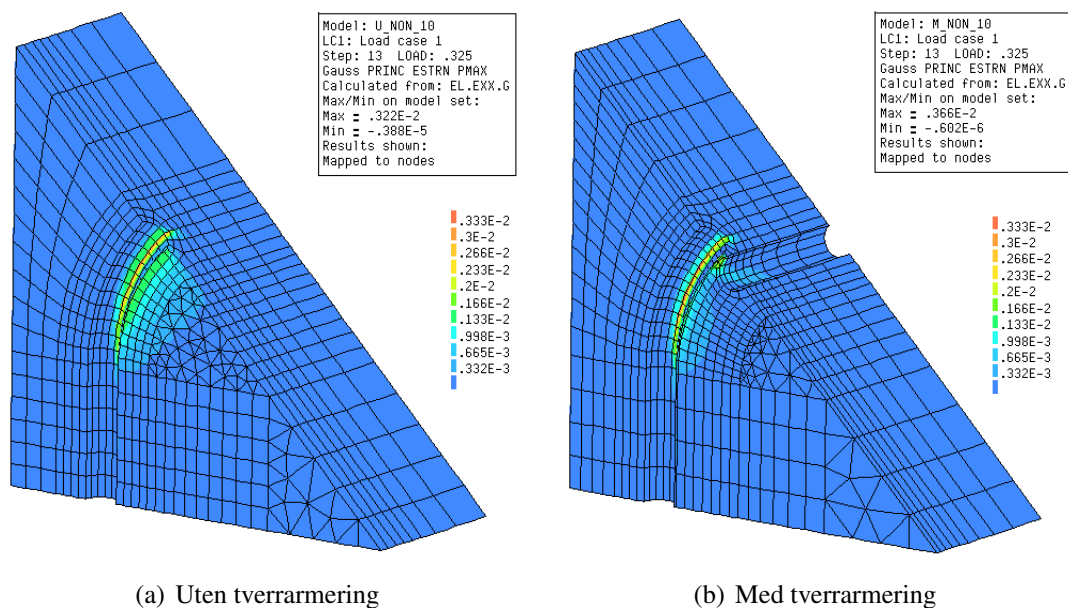 Model: U_NON_10
LC1: Load case 1
Step: 13 LOAD: .325
Gauss PRINC ESTRN PMAX
Calculated from: EL.EXX.G
Max/Min on model set:
Max = .322E-2
Min = -.388E-5
Results shown:
Mapped to nodes
.333E-2
.3E-2
.266E-2
.233E-2
.2E-2
.166E-2
.133E-2
.998E-3
.665E-3
.332E-3
(a) Uten tverrarmering
Model: M_NON_10
LC1: Load case 1
Step: 13 LOAD: .325
Gauss PRINC ESTRN PMAX
Calculated from: EL.EXX.G
Max/Min on model set:
Max = .366E-2
Min = -.602E-6
Results shown:
Mapped to nodes
.333E-2
.3E-2
.266E-2
.233E-2
.2E-2
.166E-2
.133E-2
.998E-3
.665E-3
.332E-3
(b) Med tverrarmering